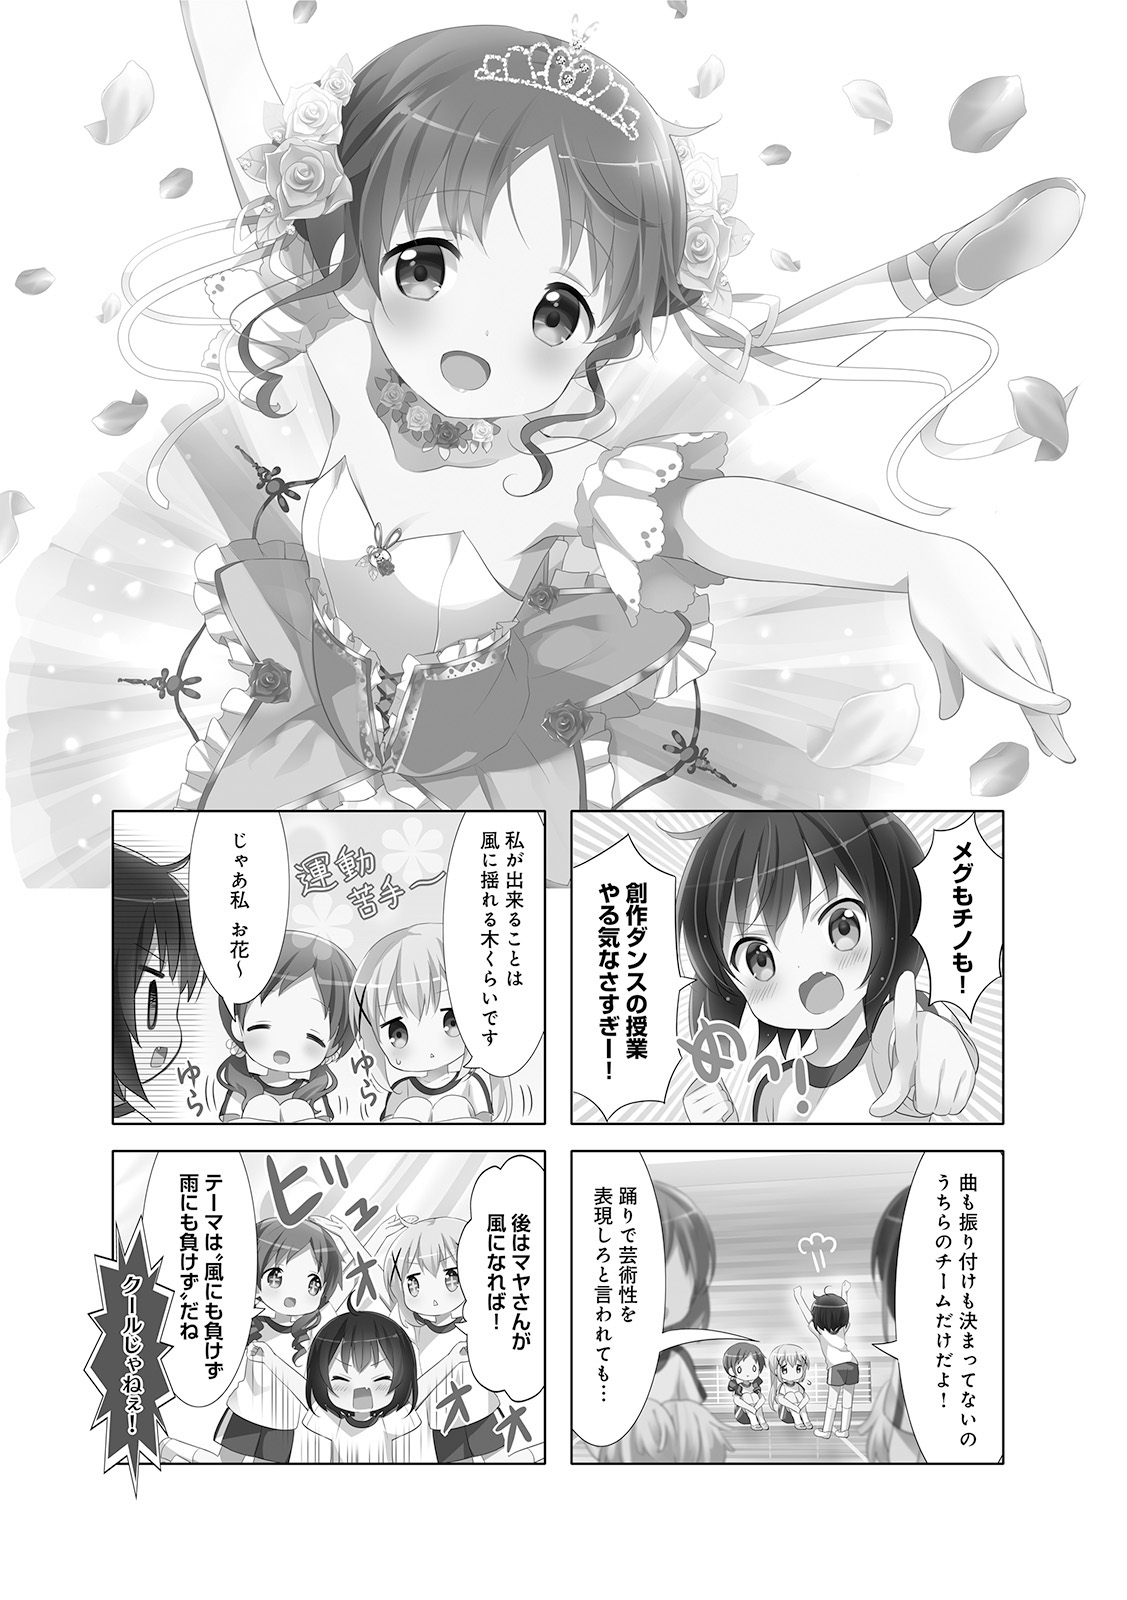 メグもチノも！
創作ダンスの授業
やる気なさすぎー！
めっ！
曲も振り付けも決まってないの
うちらのチームだけだよ！
踊りで芸術性を
表現しろと言われても…
私が出来ることは
風に揺れる木くらいです
運動
苦手〜
じゃあ私 お花〜
ゆら
ゆら
後はマヤさんが
風になれば！
ビュ
オオ
オオ
テーマは〝風にも負けず
雨にも負けず〟だね
クールじゃねぇ！